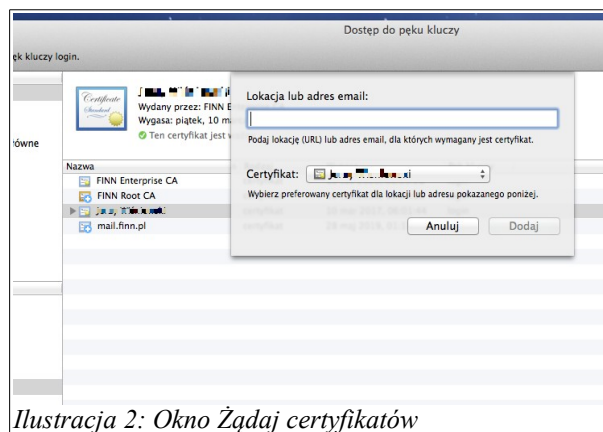 Dostęp do pęku kluczy
ęk kluczy login.
Certificate
Standard
Wydany przez: FINN E
Wygasa: piątek, 10 ma
Ten certyfikat jest w
Lokacja lub adres email:
Podaj lokację (URL) lub adres email, dla których wymagany jest certyfikat.
Certyfikat:
Wybierz preferowany certyfikat dla lokacji lub adresu pokazanego poniżej.
Anuluj
Dodaj
ówne
Nazwa
FINN Enterprise CA
FINN Root CA
mail.finn.pl
Ilustracja 2: Okno Żądaj certyfikatów